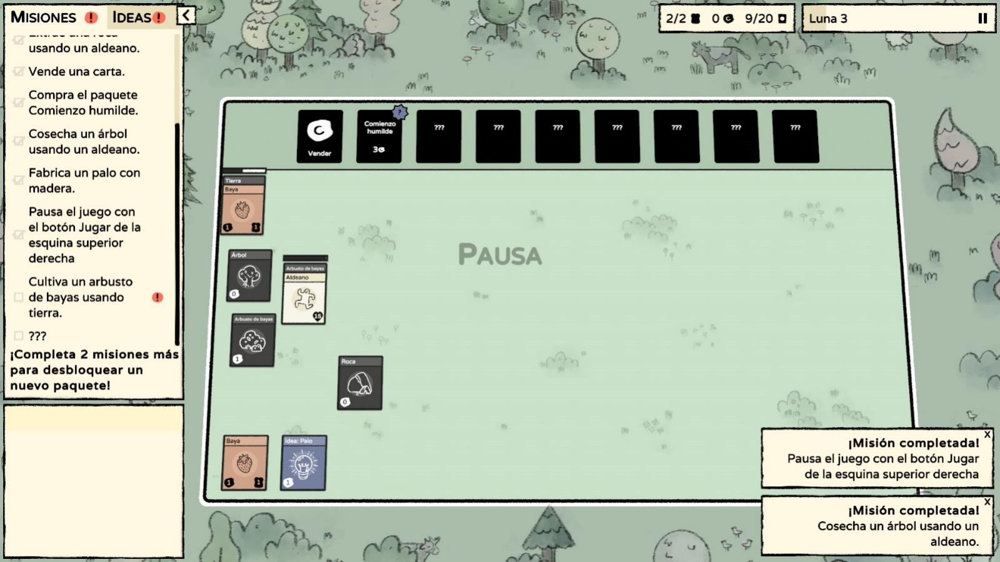 MISIONES !
IDEAS !
<
Extrae una roca
usando un aldeano.
Vende una carta.
Compra el paquete
Comienzo humilde.
Cosecha un árbol
usando un aldeano.
Fabrica un palo con
madera.
Pausa el juego con
el botón Jugar de la
esquina superior
derecha
Cultiva un arbusto
de bayas usando
tierra.
!
???
¡Completa 2 misiones más
para desbloquear un
nuevo paquete!
2/2 0 9/20
Luna 3
C
Vender
?
Comienzo
humilde
3
???
???
???
???
???
???
???
Tierra
Baya
1 1
Árbol
0
Arbusto de bayas
Aldeano
15
Arbusto de bayas
1
Roca
0
Baya
1 1
Idea: Palo
1
PAUSA
X
¡Misión completada!
Pausa el juego con el botón Jugar
de la esquina superior derecha
X
¡Misión completada!
Cosecha un árbol usando un
aldeano.